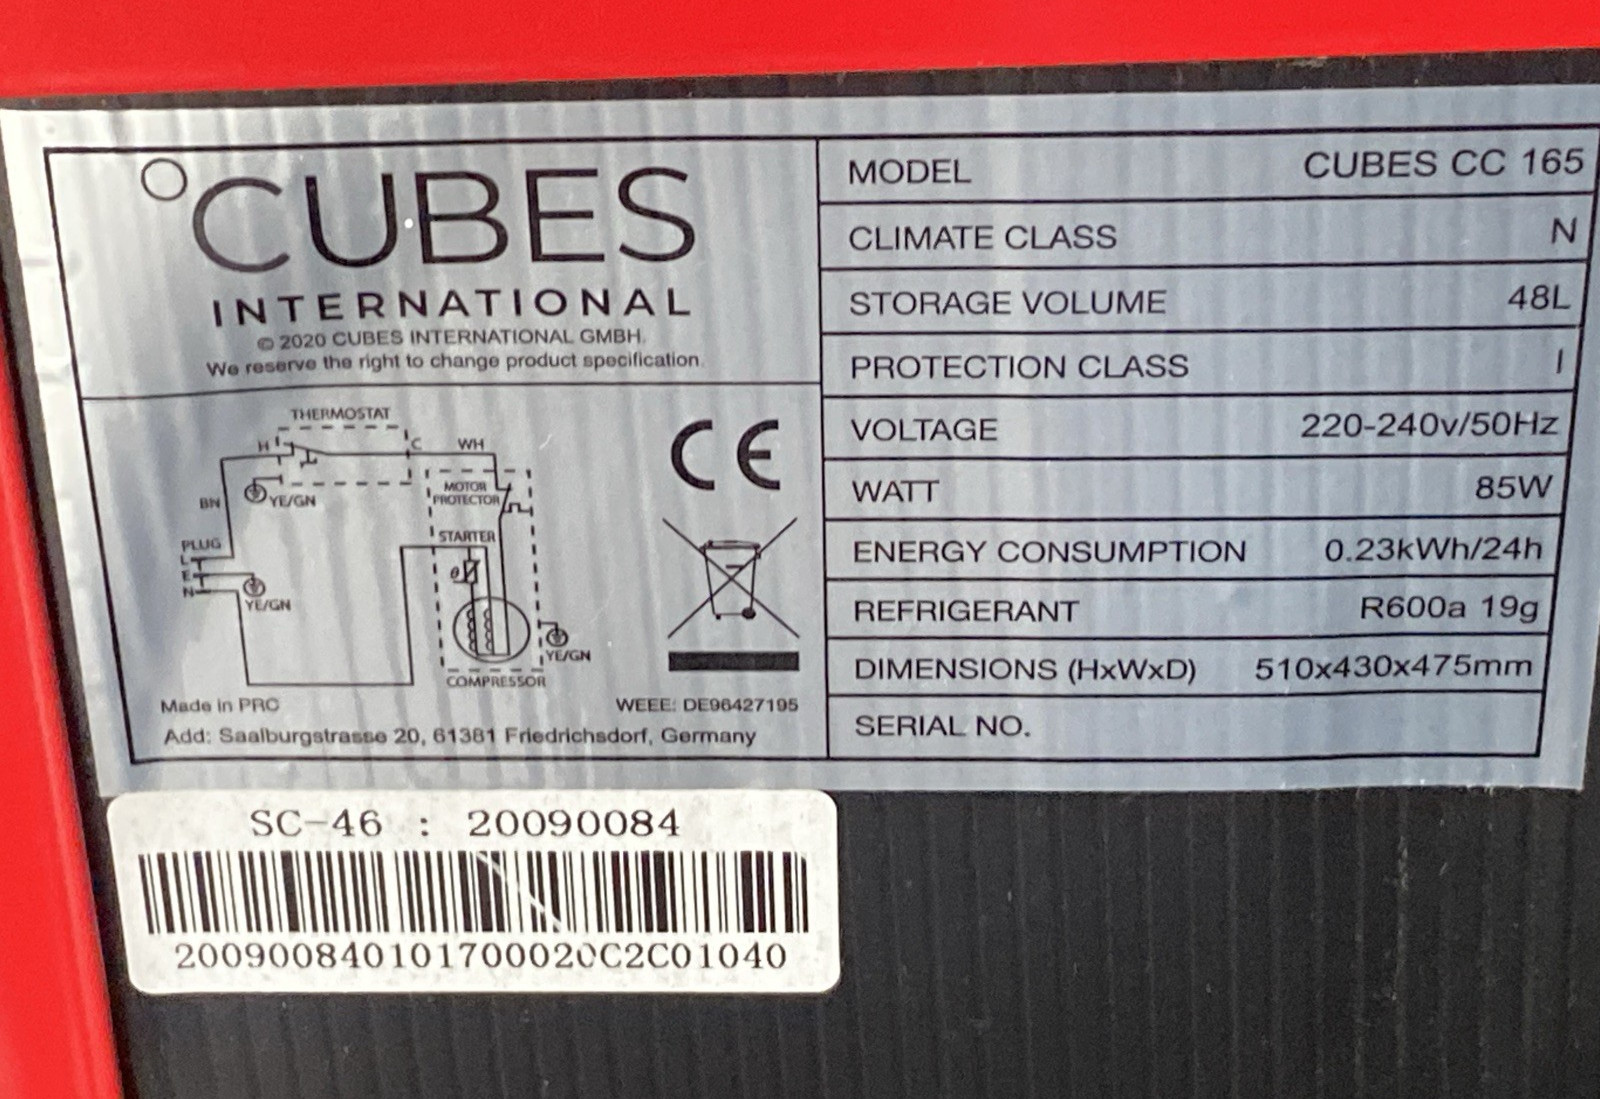 °CUBES
INTERNATIONAL
© 2020 CUBES INTERNATIONAL GMBH.
We reserve the right to change product specification.
THERMOSTAT
H C WH
BN YE/GN
MOTOR
PROTECTOR
PLUG
STARTER
L
E
N
θ
YE/GN
YE/GN
COMPRESSOR
CE
Made in PRC WEEE: DE96427195
Add: Saalburgstrasse 20, 61381 Friedrichsdorf, Germany
MODEL CUBES CC 165
CLIMATE CLASS N
STORAGE VOLUME 48L
PROTECTION CLASS I
VOLTAGE 220-240v/50Hz
WATT 85W
ENERGY CONSUMPTION 0.23kWh/24h
REFRIGERANT R600a 19g
DIMENSIONS (HxWxD) 510x430x475mm
SERIAL NO.
SC-46 : 20090084
200900840101700020C2C01040